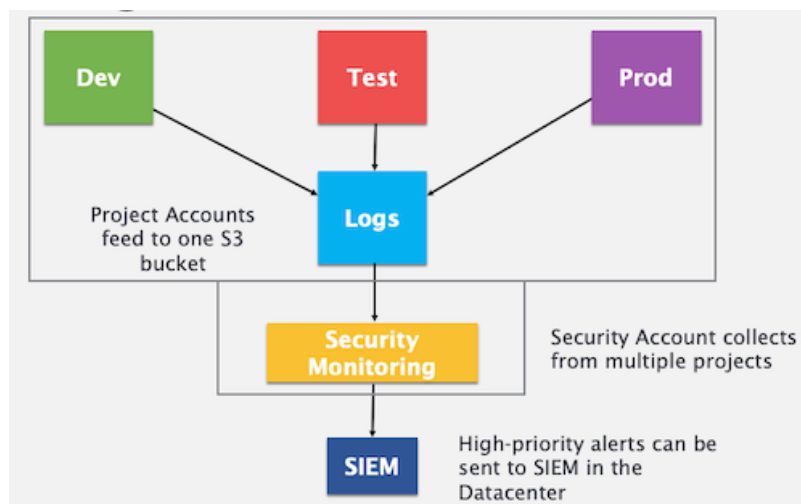 Dev
Test
Prod
Logs
Project Accounts
feed to one S3
bucket
Security
Monitoring
Security Account collects
from multiple projects
SIEM
High-priority alerts can be
sent to SIEM in the
Datacenter